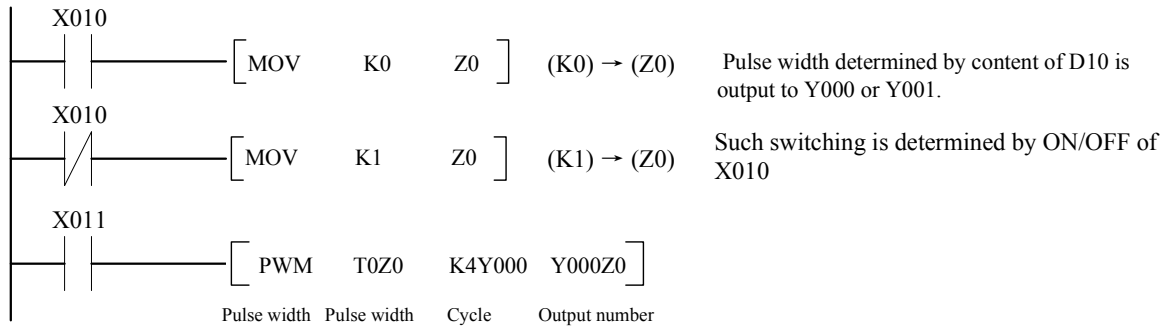 X010
MOV K0 Z0 (K0) → (Z0)
Pulse width determined by content of D10 is
output to Y000 or Y001.
X010
MOV K1 Z0 (K1) → (Z0)
Such switching is determined by ON/OFF of
X010
X011
PWM T0Z0 K4Y000 Y000Z0
Pulse width Pulse width Cycle Output number